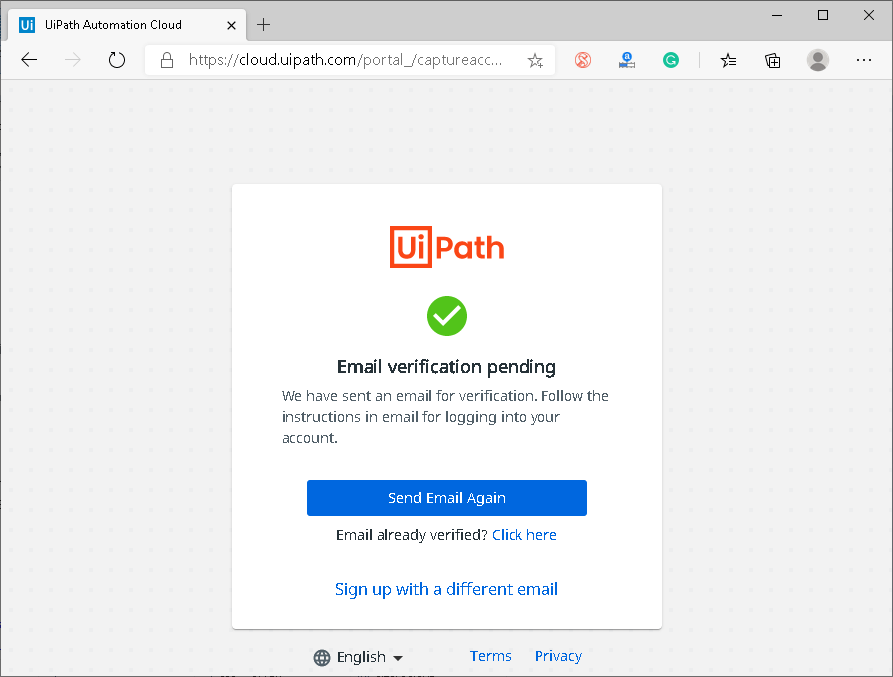 Ui UiPath Automation Cloud
https://cloud.uipath.com/portal_/captureacc...
UiPath
Email verification pending
We have sent an email for verification. Follow the
instructions in email for logging into your
account.
Send Email Again
Email already verified? Click here
Sign up with a different email
English Terms Privacy